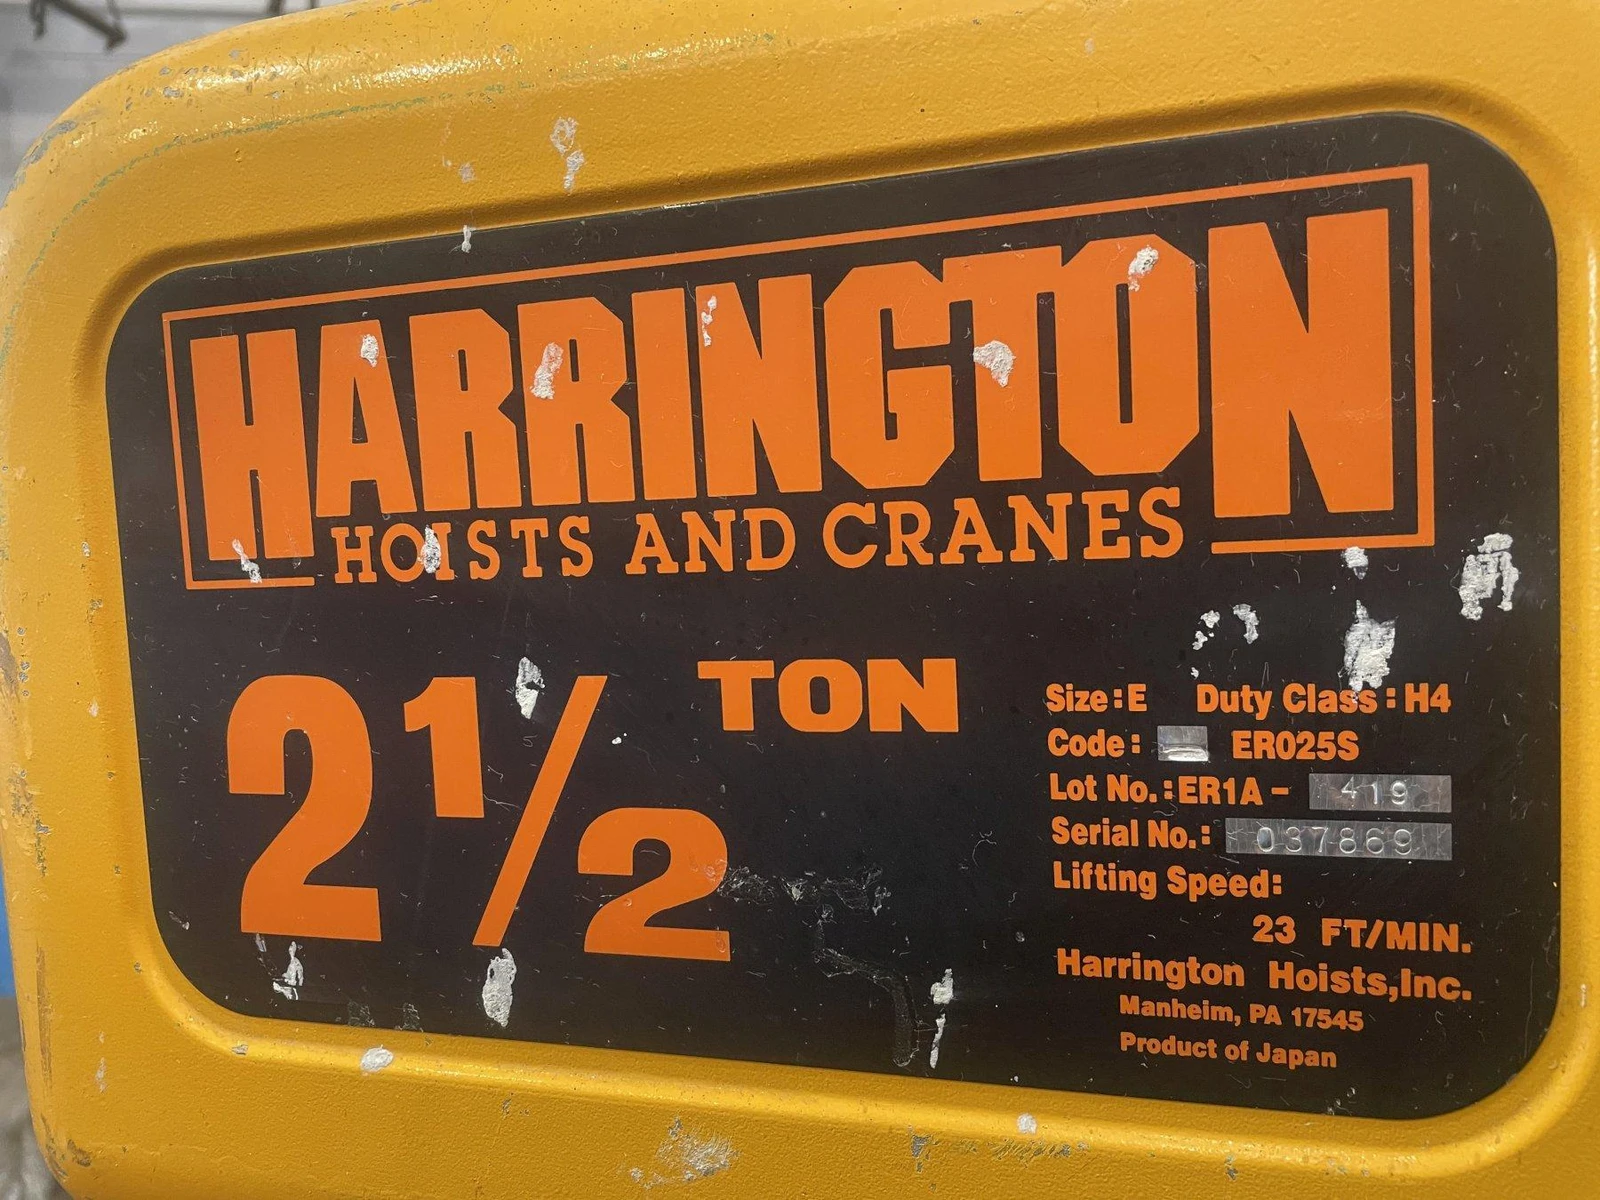 HARRINGTON
HOISTS AND CRANES
2 1/2 TON
Size:E Duty Class:H4
Code: ER025S
Lot No.:ER1A- 419
Serial No.: 037869
Lifting Speed:
23 FT/MIN.
Harrington Hoists,Inc.
Manheim, PA 17545
Product of Japan